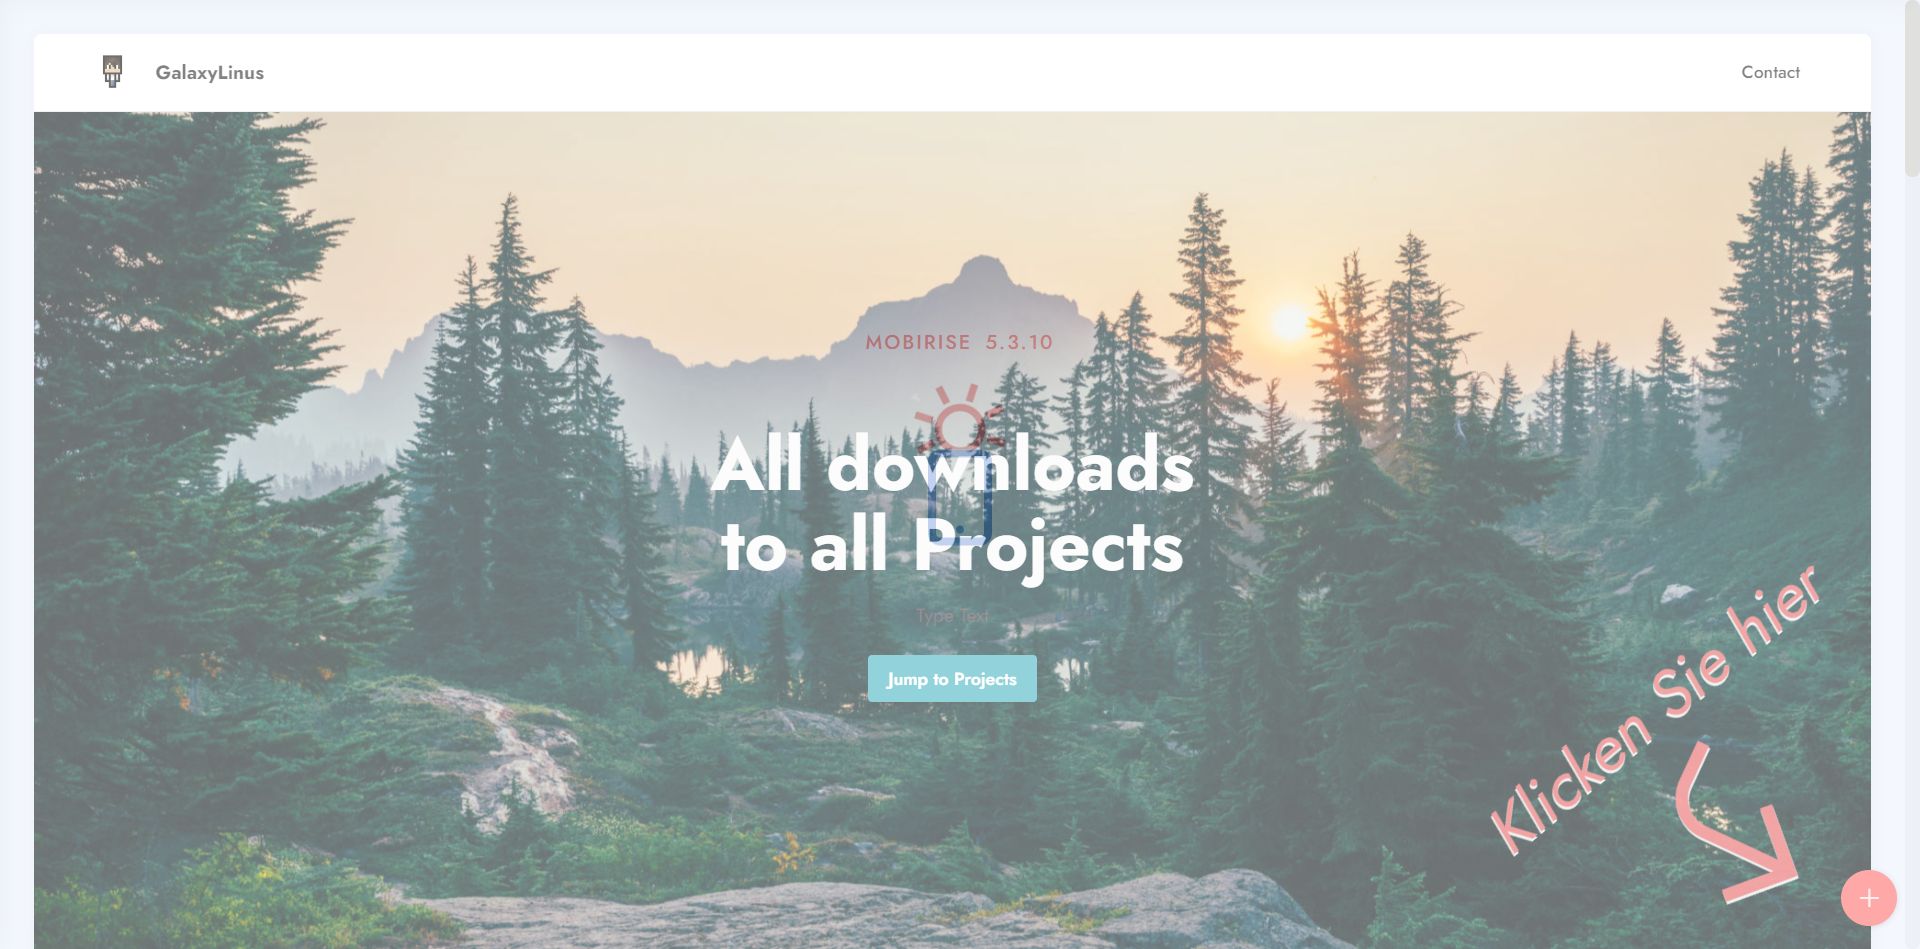 GalaxyLinus
Contact
MOBIRISE 5.3.10
All downloads
to all Projects
Type Text
Jump to Projects
Klicken Sie hier